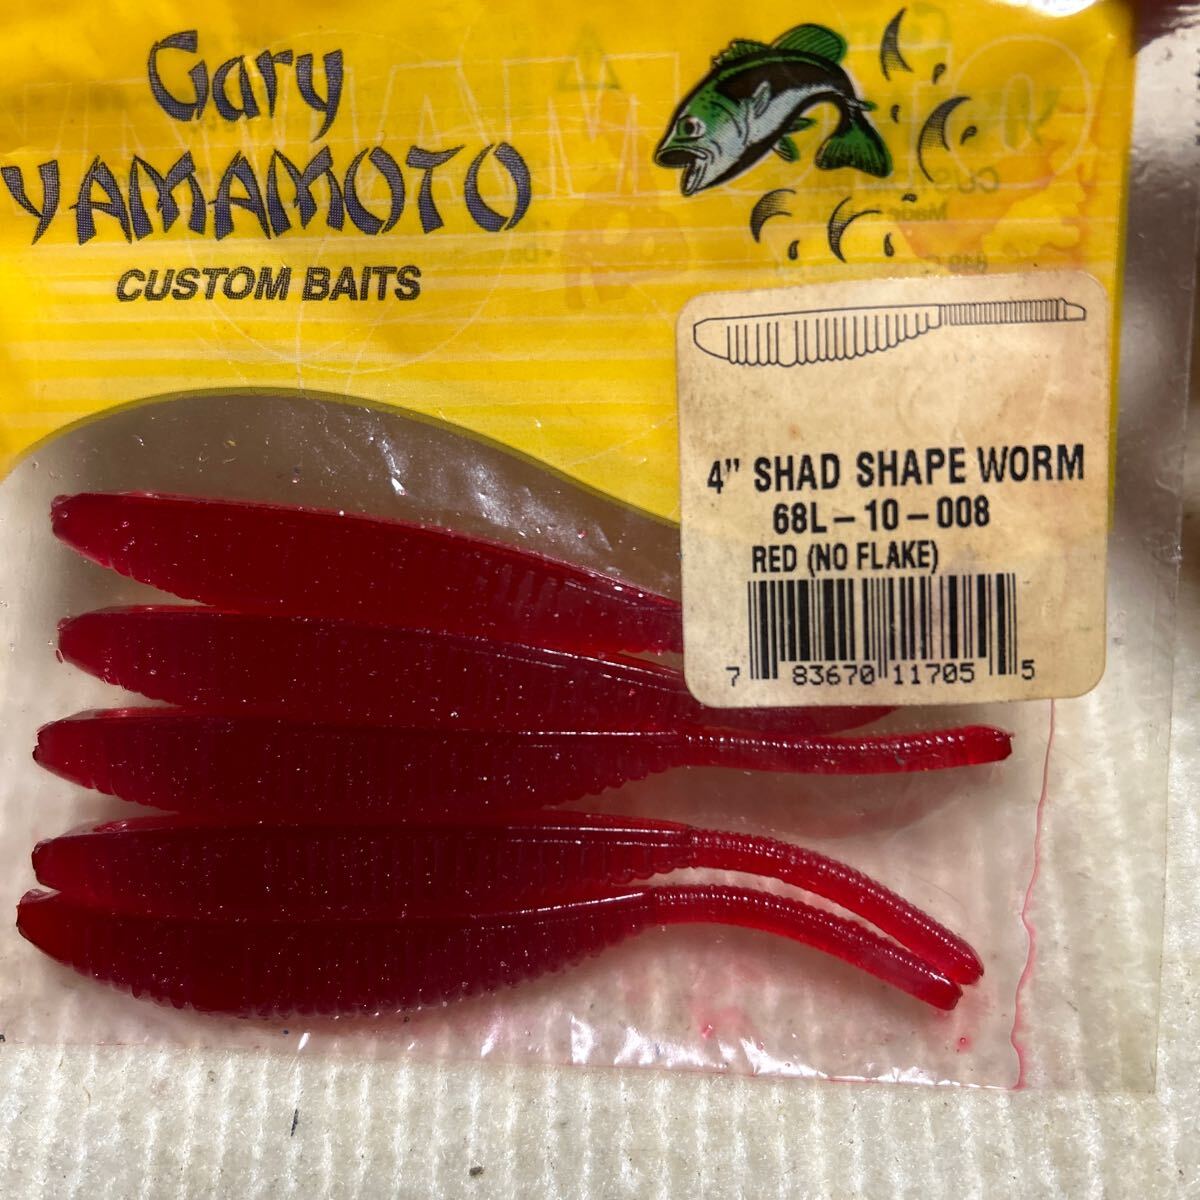 Gary
YAMAMOTO
CUSTOM BAITS
4" SHAD SHAPE WORM
68L-10-008
RED (NO FLAKE)
7 83670 11705 5